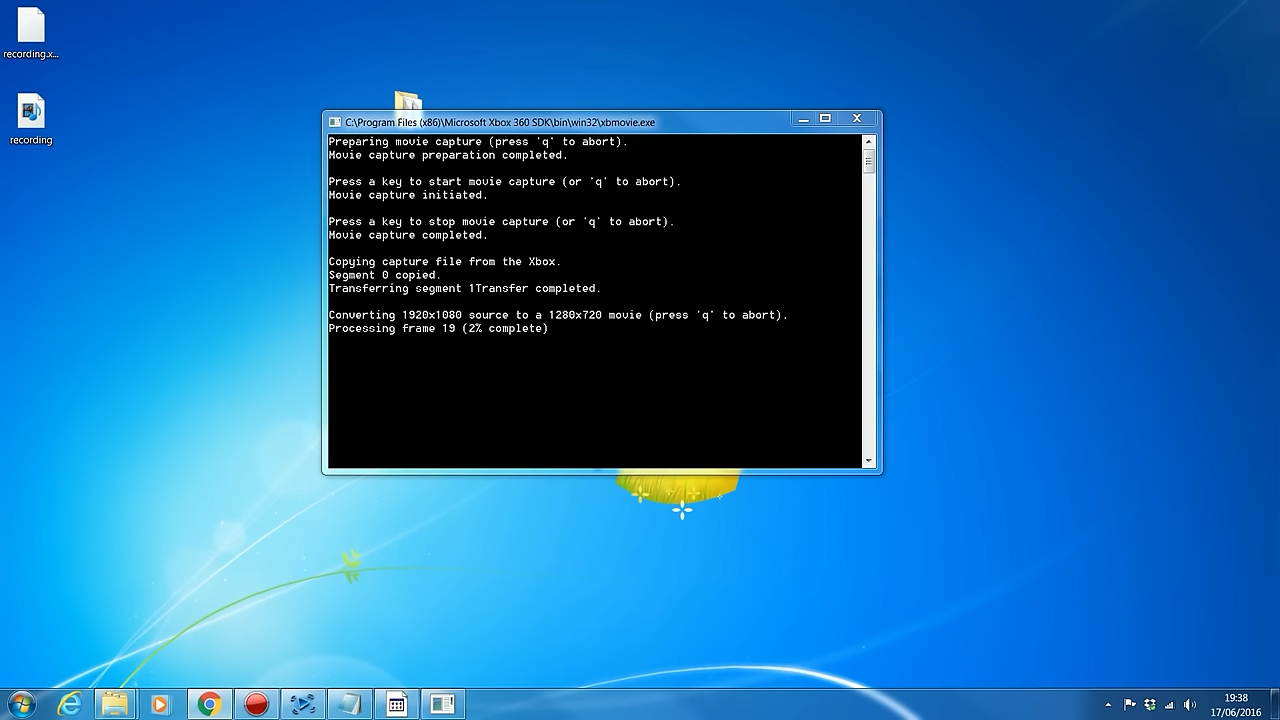 recording.x...
recording
C:\Program Files (x86)\Microsoft Xbox 360 SDK\bin\win32\xbmovie.exe
Preparing movie capture (press 'q' to abort).
Movie capture preparation completed.
Press a key to start movie capture (or 'q' to abort).
Movie capture initiated.
Press a key to stop movie capture (or 'q' to abort).
Movie capture completed.
Copying capture file from the Xbox.
Segment 0 copied.
Transferring segment 1Transfer completed.
Converting 1920x1080 source to a 1280x720 movie (press 'q' to abort).
Processing frame 19 (2% complete)
19:38
17/06/2016